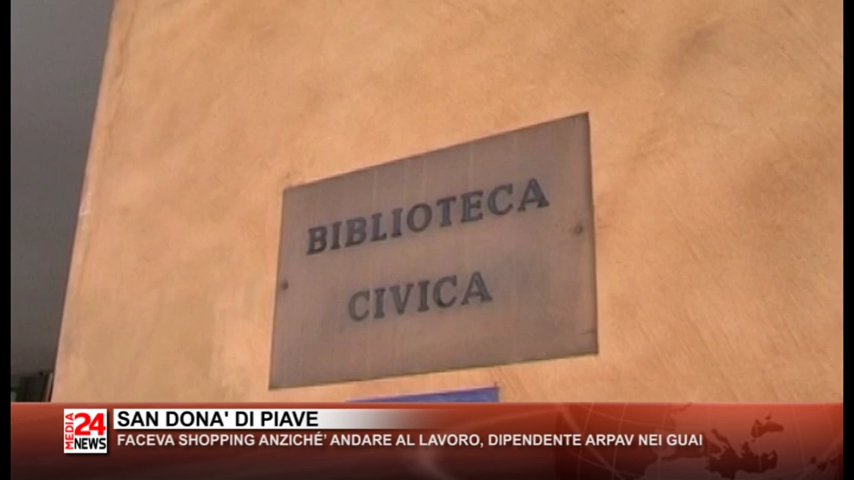 BIBLIOTECA
CIVICA
MEDIA
24
NEWS
SAN DONA' DI PIAVE
FACEVA SHOPPING ANZICHÉ' ANDARE AL LAVORO, DIPENDENTE ARPAV NEI GUAI